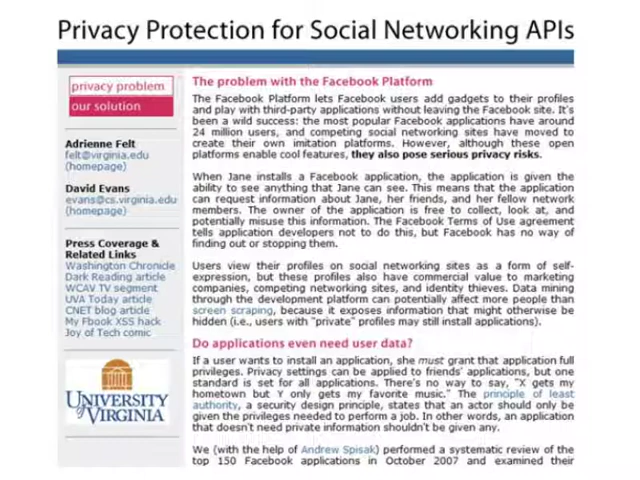 Privacy Protection for Social Networking APIs
privacy problem
our solution
Adrienne Felt
felt@virginia.edu
(homepage)
David Evans
evans@cs.virginia.edu
(homepage)
Press Coverage &
Related Links
Washington Chronicle
Dark Reading article
WCAV TV segment
UVA Today article
CNET blog article
My Fbook XSS hack
Joy of Tech comic
UNIVERSITY
of VIRGINIA
The problem with the Facebook Platform
The Facebook Platform lets Facebook users add gadgets to their profiles
and play with third-party applications without leaving the Facebook site. It's
been a wild success: the most popular Facebook applications have around
24 million users, and competing social networking sites have moved to
create their own imitation platforms. However, although these open
platforms enable cool features, they also pose serious privacy risks.
When Jane installs a Facebook application, the application is given the
ability to see anything that Jane can see. This means that the application
can request information about Jane, her friends, and her fellow network
members. The owner of the application is free to collect, look at, and
potentially misuse this information. The Facebook Terms of Use agreement
tells application developers not to do this, but Facebook has no way of
finding out or stopping them.
Users view their profiles on social networking sites as a form of self-
expression, but these profiles also have commercial value to marketing
companies, competing networking sites, and identity thieves. Data mining
through the development platform can potentially affect more people than
screen scraping, because it exposes information that might otherwise be
hidden (i.e., users with "private" profiles may still install applications).
Do applications even need user data?
If a user wants to install an application, she must grant that application full
privileges. Privacy settings can be applied to friends' applications, but one
standard is set for all applications. There's no way to say, "X gets my
hometown but Y only gets my favorite music." The principle of least
authority, a security design principle, states that an actor should only be
given the privileges needed to perform a job. In other words, an application
that doesn't need private information shouldn't be given any.
We (with the help of Andrew Spisak) performed a systematic review of the
top 150 Facebook applications in October 2007 and examined their